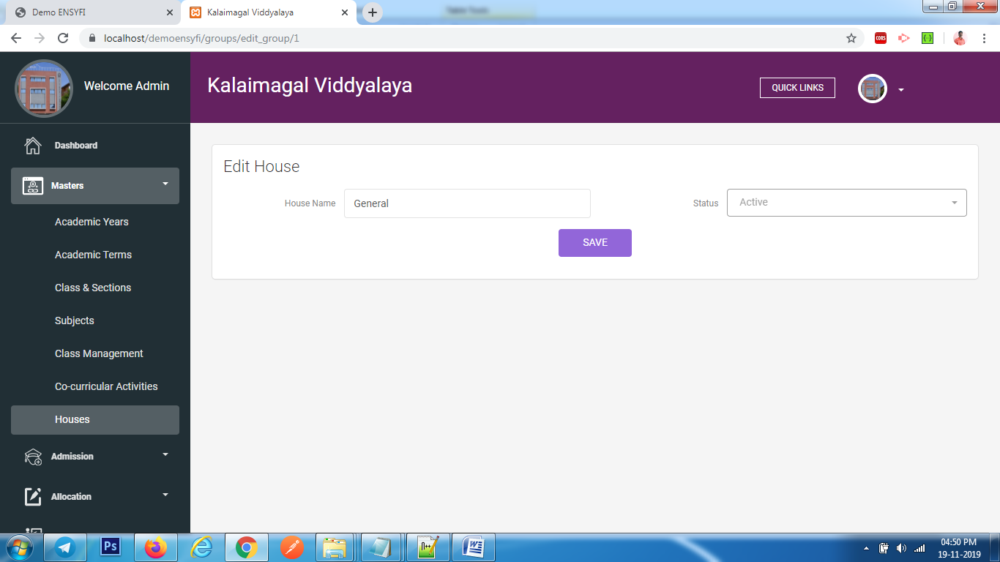 Demo ENSYFI
Kalaimagal Viddyalaya
localhost/demoensyfi/groups/edit_group/1
CORS
Welcome Admin
Kalaimagal Viddyalaya
QUICK LINKS
Dashboard
Masters
Academic Years
Academic Terms
Class & Sections
Subjects
Class Management
Co-curricular Activities
Houses
Admission
Allocation
Edit House
House Name
General
Status
Active
SAVE
Ps
04:50 PM
19-11-2019